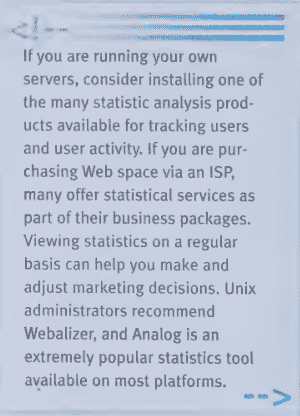 <!--
If you are running your own
servers, consider installing one of
the many statistic analysis prod-
ucts available for tracking users
and user activity. If you are pur-
chasing Web space via an ISP,
many offer statistical services as
part of their business packages.
Viewing statistics on a regular
basis can help you make and
adjust marketing decisions. Unix
administrators recommend
Webalizer, and Analog is an
extremely popular statistics tool
available on most platforms.
-->